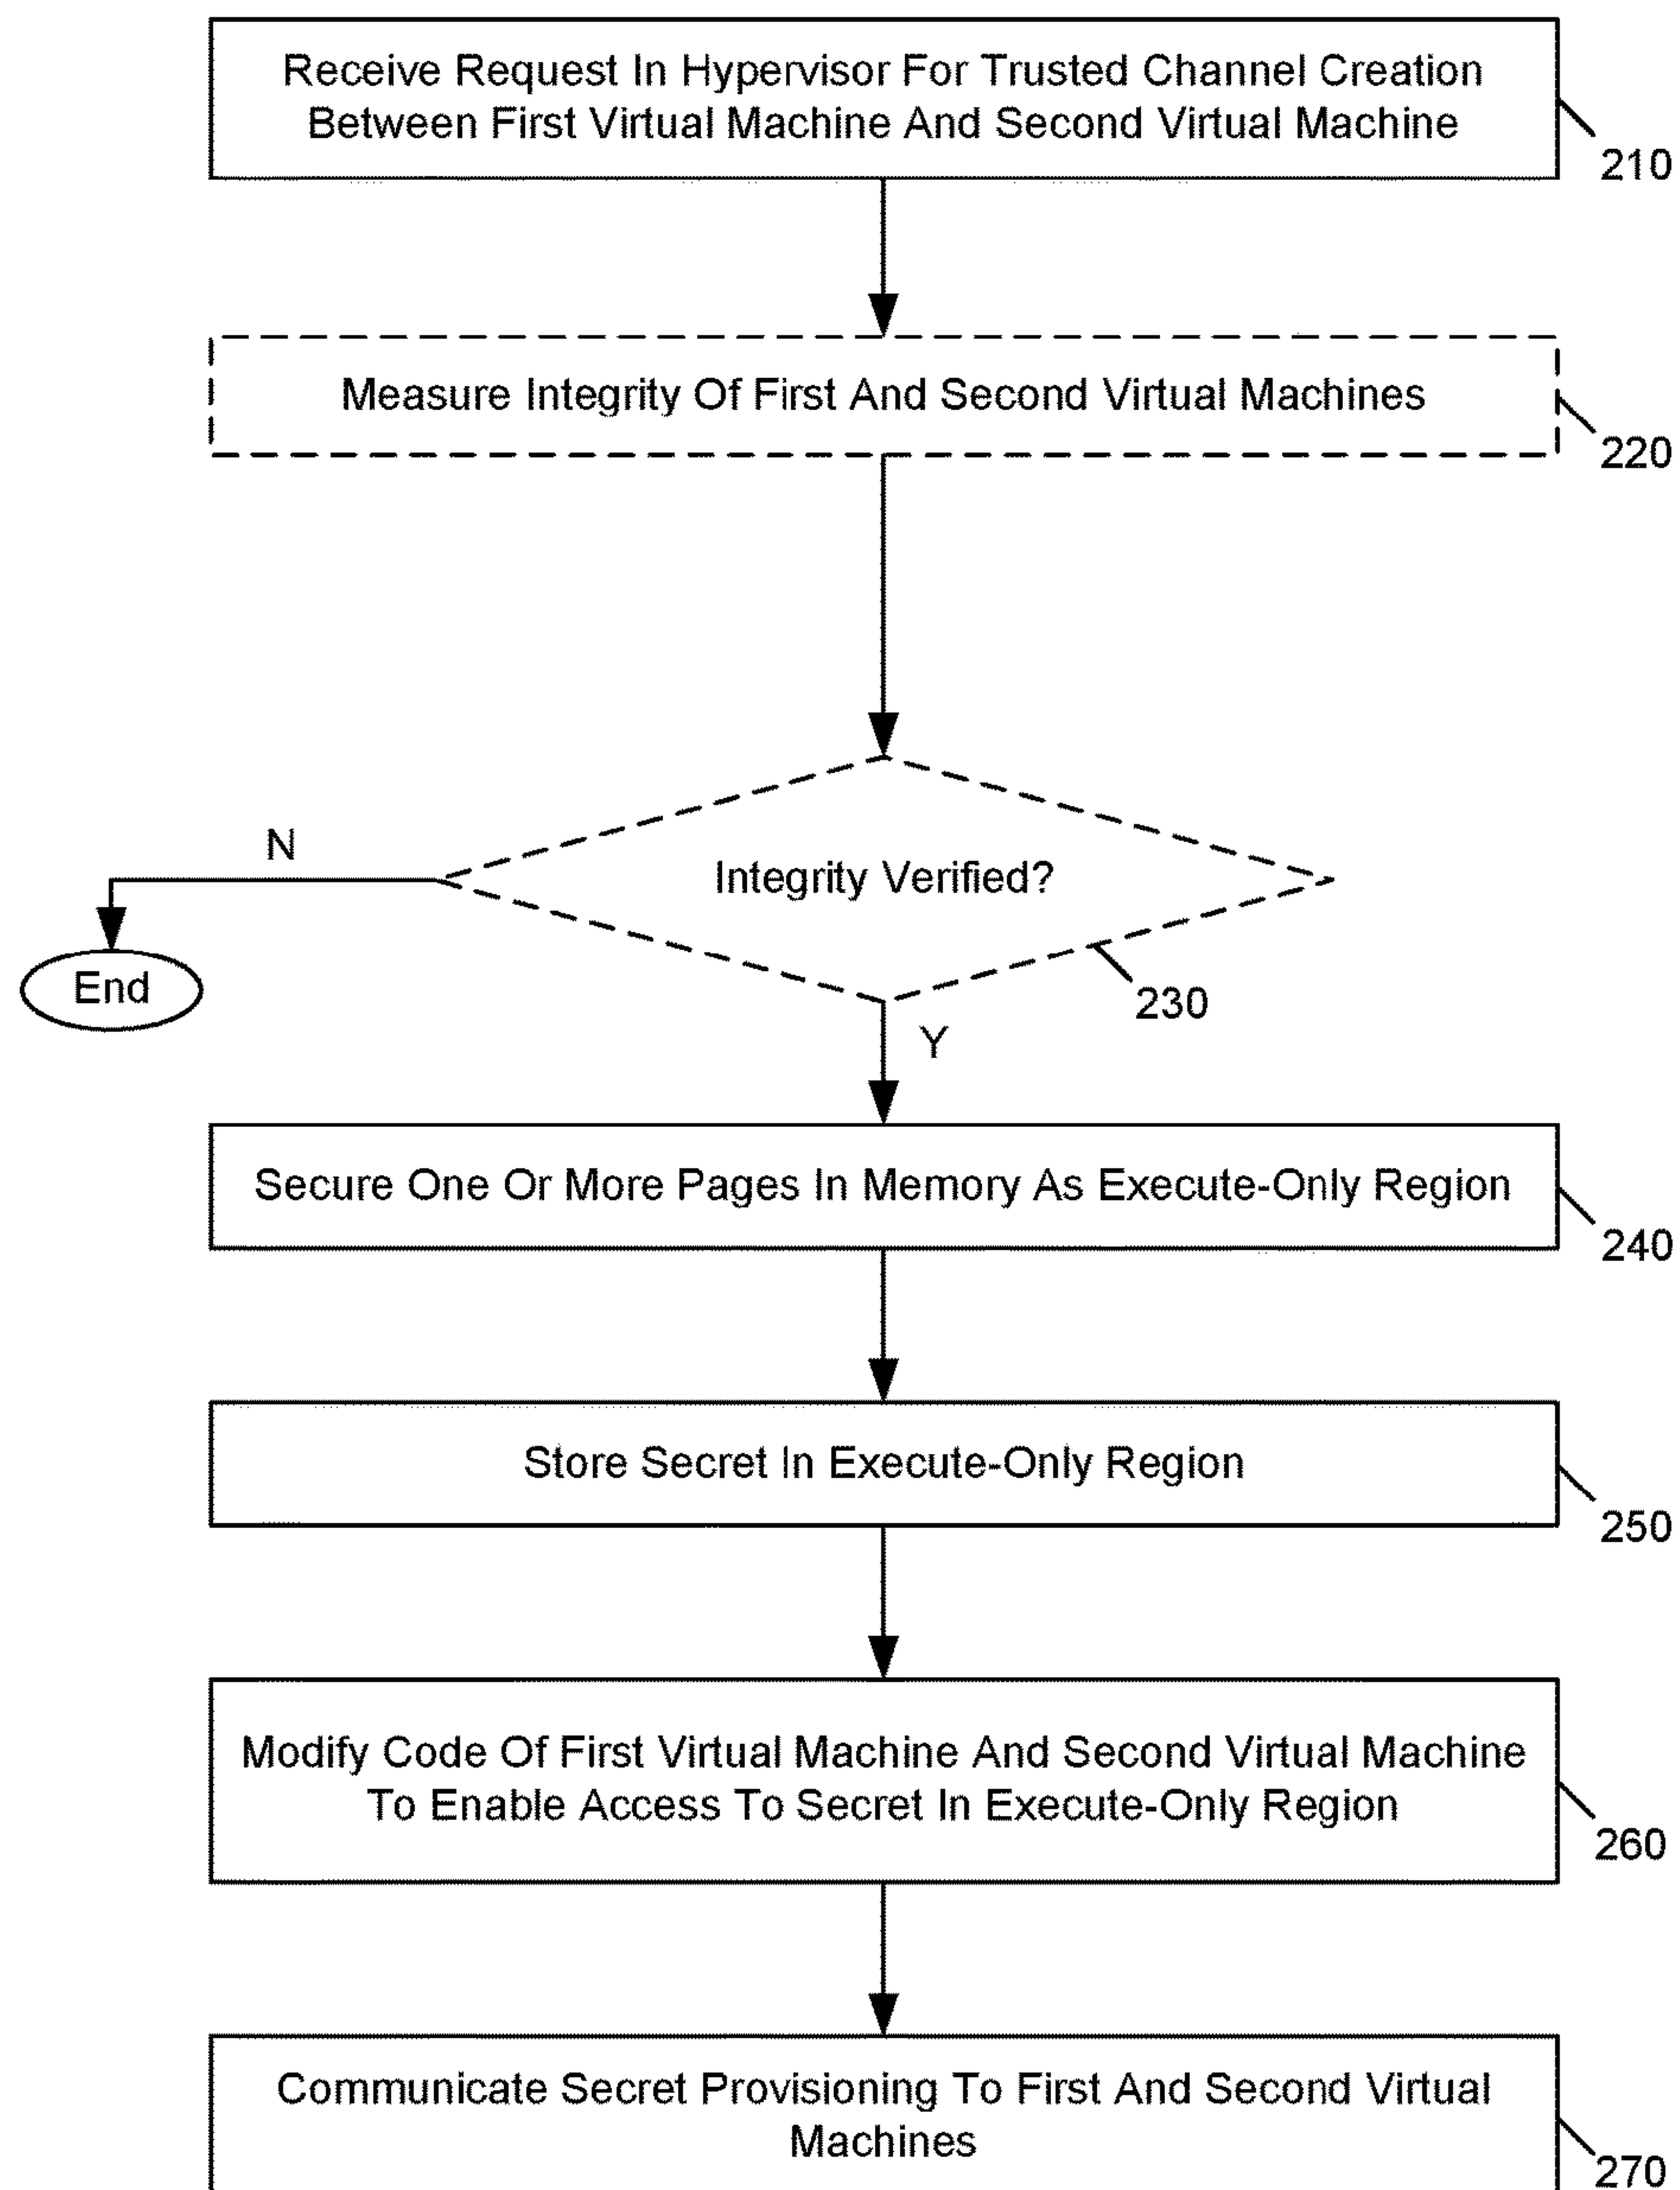 Receive Request In Hypervisor For Trusted Channel Creation
Between First Virtual Machine And Second Virtual Machine
210
Measure Integrity Of First And Second Virtual Machines
220
N
Integrity Verified?
End
230
Y
Secure One Or More Pages In Memory As Execute-Only Region
240
Store Secret In Execute-Only Region
250
Modify Code Of First Virtual Machine And Second Virtual Machine
To Enable Access To Secret In Execute-Only Region
260
Communicate Secret Provisioning To First And Second Virtual
Machines
270